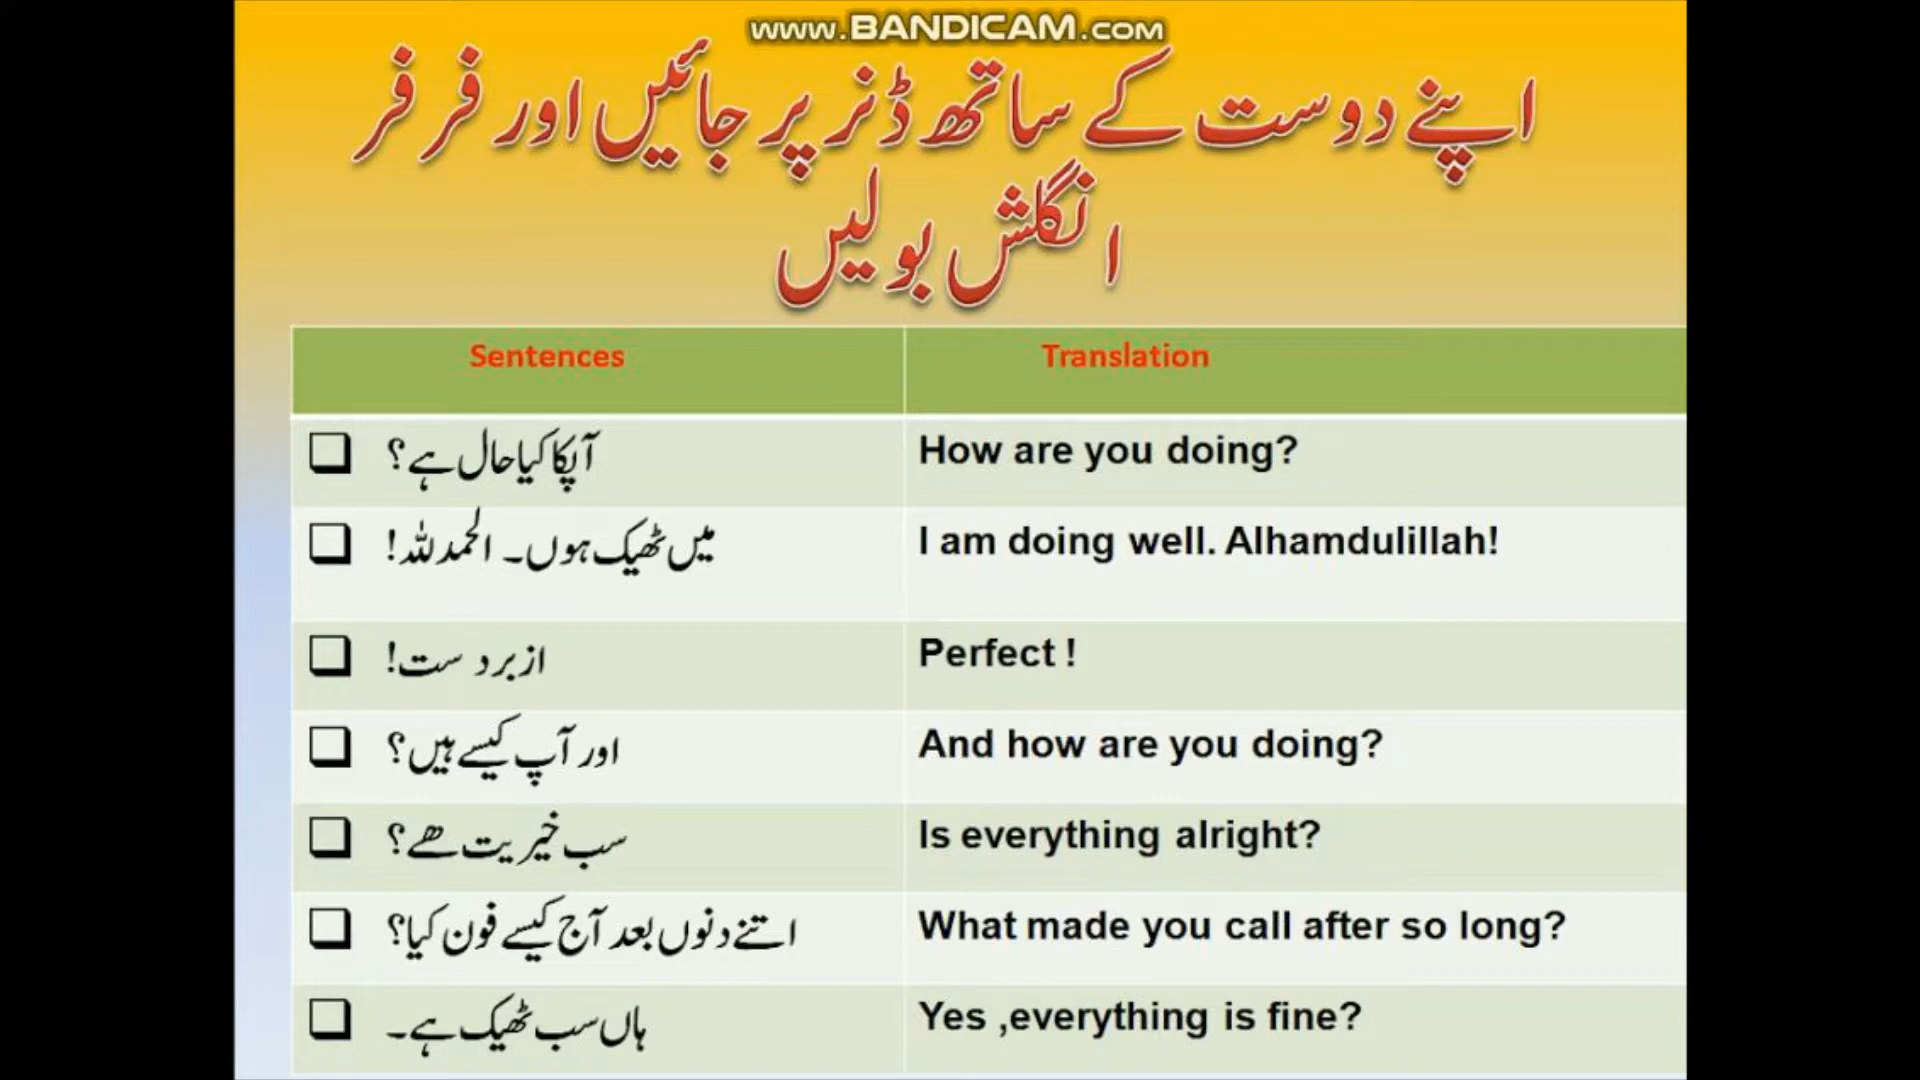 www.BANDICAM.com
اپنے دوست کے ساتھ ڈنر پر جائیں اور فر فر
انگلش بولیں
Sentences
Translation
آپکا کیا حال ہے؟
How are you doing?
میں ٹھیک ہوں۔ الحمدللہ!
I am doing well. Alhamdulillah!
ازبرد ست!
Perfect !
اور آپ کیسے ہیں؟
And how are you doing?
سب خیریت ھے؟
Is everything alright?
اتنے دنوں بعد آج کیسے فون کیا؟
What made you call after so long?
ہاں سب ٹھیک ہے۔
Yes ,everything is fine?